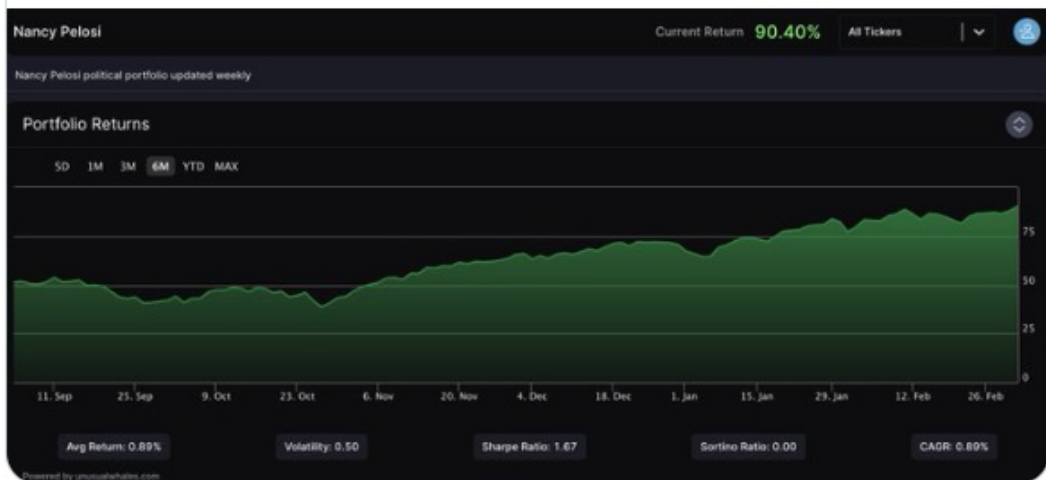 Nancy Pelosi
Current Return 90.40% All Tickers
Nancy Pelosi political portfolio updated weekly
Portfolio Returns
5D 1M 3M 6M YTD MAX
75
50
25
0
11. Sep 25. Sep 9. Oct 23. Oct 6. Nov 20. Nov 4. Dec 18. Dec 1. Jan 15. Jan 29. Jan 12. Feb 26. Feb
Avg Return: 0.89% Volatility: 0.50 Sharpe Ratio: 1.67 Sortino Ratio: 0.00 CAGR: 0.89%
Powered by unusualwhales.com